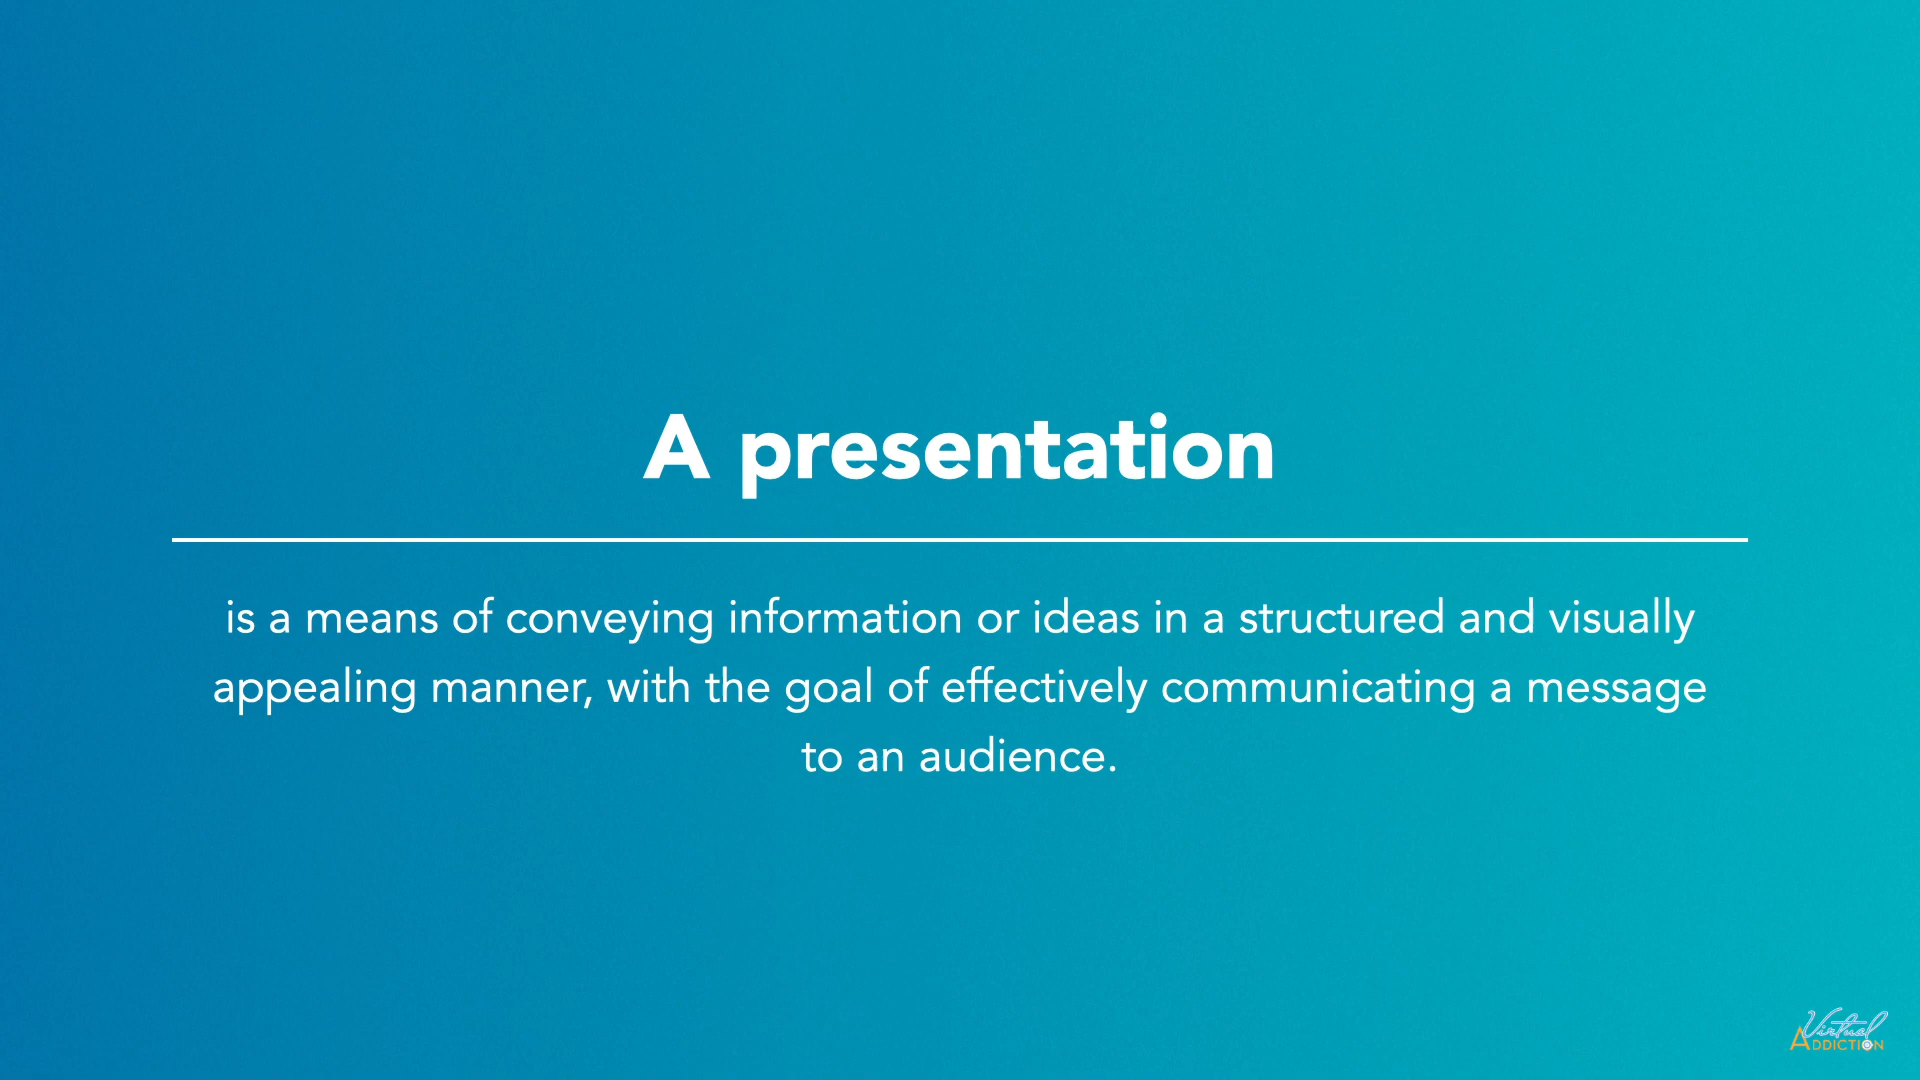 A presentation
is a means of conveying information or ideas in a structured and visually
appealing manner, with the goal of effectively communicating a message
to an audience.
Virtual
ADDICTION